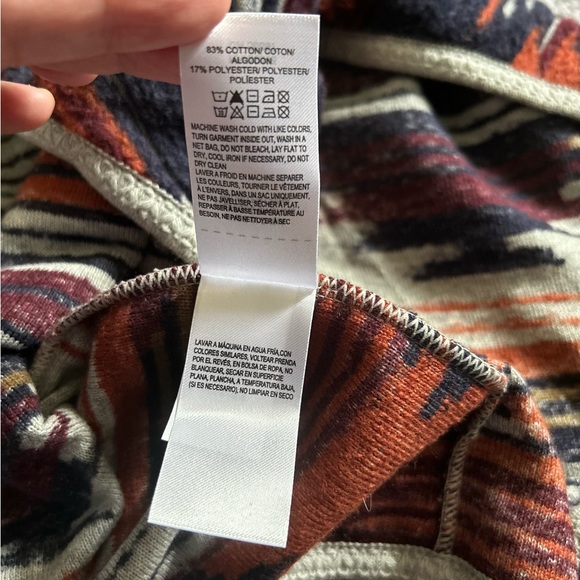 83% COTTON/ COTON/
ALGODON
17% POLYESTER/ POLYESTER/
POLIESTER
MACHINE WASH COLD WITH LIKE COLORS,
TURN GARMENT INSIDE OUT, WASH IN A
NET BAG, DO NOT BLEACH, LAY FLAT TO
DRY, COOL IRON IF NECESSARY, DO NOT
DRY CLEAN
LAVER A FROID EN MACHINE SEPARER
LES COULEURS, TOURNER LE VÊTEMENT
À L'ENVERS, DANS UN SAC UNIQUEMENT,
NE PAS JAVELLISER, SÉCHER À PLAT,
REPASSER À BASSE TEMPÉRATURE AU
BESOIN, NE PAS NETTOYER À SEC
LAVAR A MÁQUINA EN AGUA FRÍA,CON
COLORES SIMILARES, VOLTEAR PRENDA
POR EL REVÉS, EN BOLSA DE ROPA, NO
BLANQUEAR, SECAR EN SUPERFICIE
PLANA, PLANCHA, A TEMPERATURA BAJA,
(SI ES NECESARIO), NO LIMPIAR EN SECO